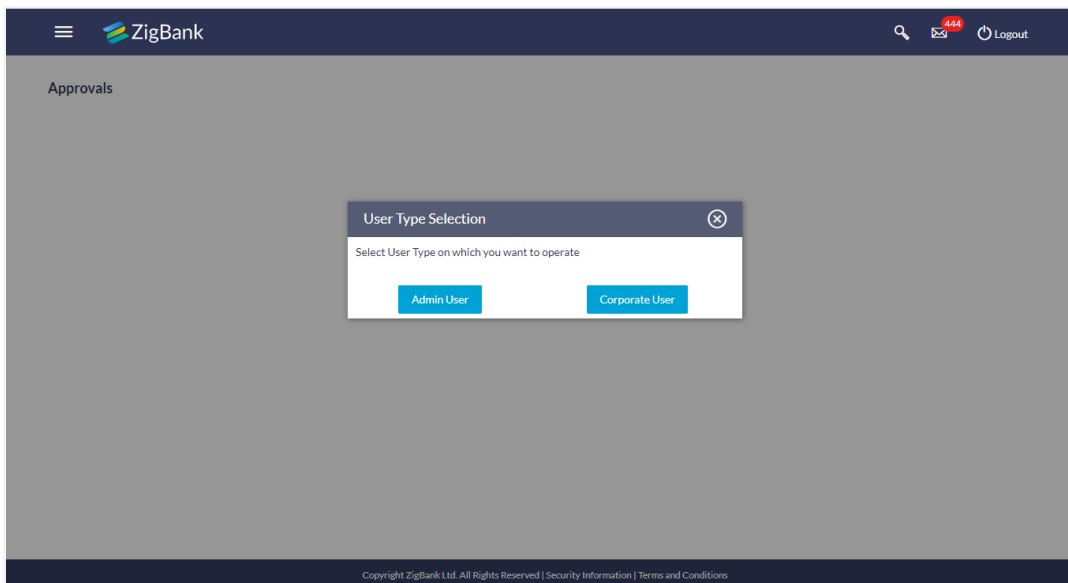 ZigBank
444
Logout
Approvals
User Type Selection
Select User Type on which you want to operate
Admin User
Corporate User
Copyright ZigBank Ltd. All Rights Reserved | Security Information | Terms and Conditions